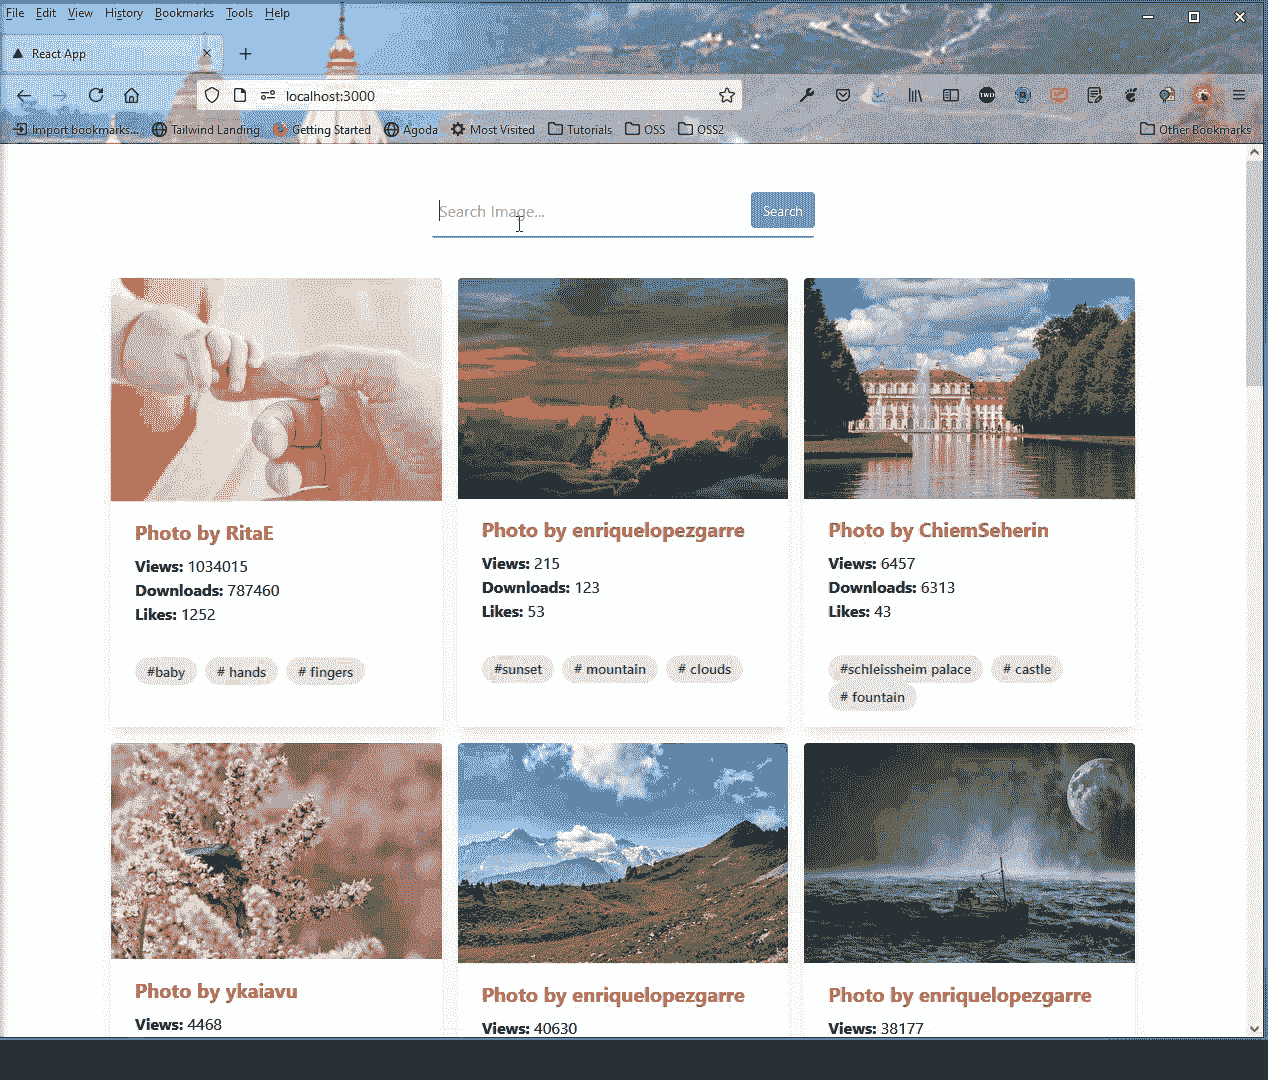 File Edit View History Bookmarks Tools Help
React App
localhost:3000
TWD
Import bookmarks... Tailwind Landing Getting Started Agoda Most Visited Tutorials OSS OSS2 Other Bookmarks
Search Image... Search
Photo by RitaE
Views: 1034015
Downloads: 787460
Likes: 1252
#baby # hands # fingers
Photo by enriquelopezgarre
Views: 215
Downloads: 123
Likes: 53
#sunset # mountain # clouds
Photo by ChiemSeherin
Views: 6457
Downloads: 6313
Likes: 43
#schleissheim palace # castle
# fountain
Photo by ykaiavu
Views: 4468
Photo by enriquelopezgarre
Views: 40630
Photo by enriquelopezgarre
Views: 38177